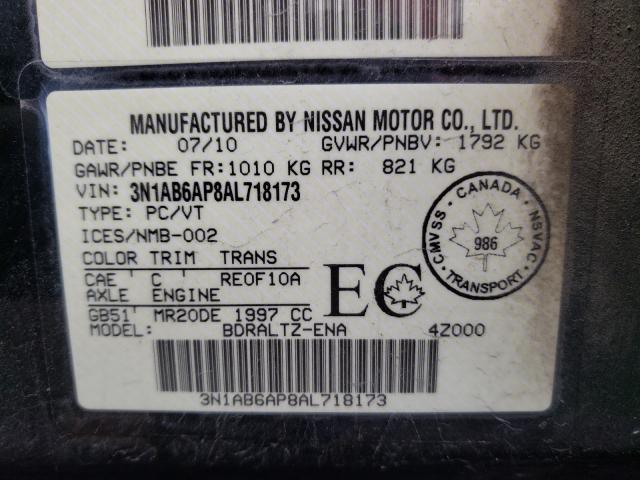 MANUFACTURED BY NISSAN MOTOR CO., LTD.
DATE: 07/10 GVWR/PNBV: 1792 KG
GAWR/PNBE FR:1010 KG RR: 821 KG
VIN: 3N1AB6AP8AL718173
TYPE: PC/VT
ICES/NMB-002
COLOR TRIM TRANS
CAE ' C ' RE0F10A
AXLE ENGINE
GB51' MR20DE 1997 CC
MODEL: BDRALTZ-ENA 4Z000
EC
CMVSS · CANADA · NSVAC · TRANSPORT ·
986
3N1AB6AP8AL718173